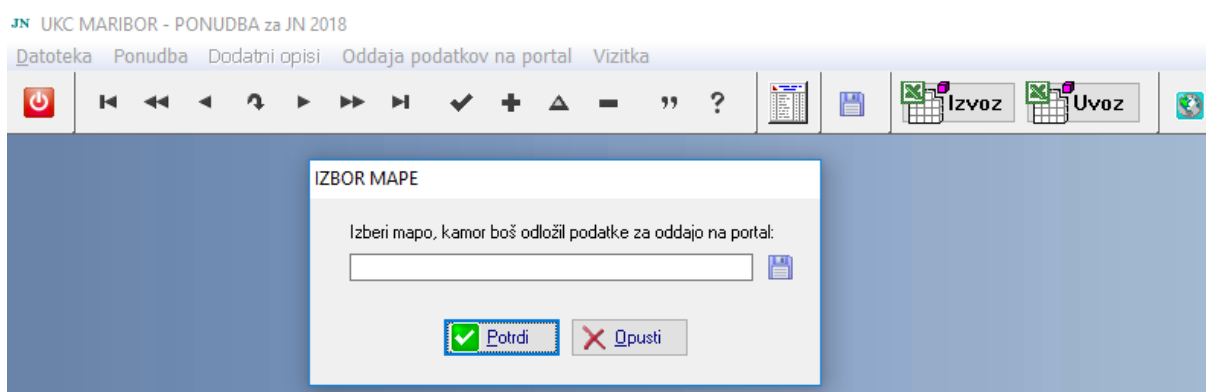 JN UKC MARIBOR - PONUDBA za JN 2018
Datoteka Ponudba Dodatni opisi Oddaja podatkov na portal Vizitka
? Izvoz Uvoz
IZBOR MAPE
Izberi mapo, kamor boš odložil podatke za oddajo na portal:
Potrdi Opusti